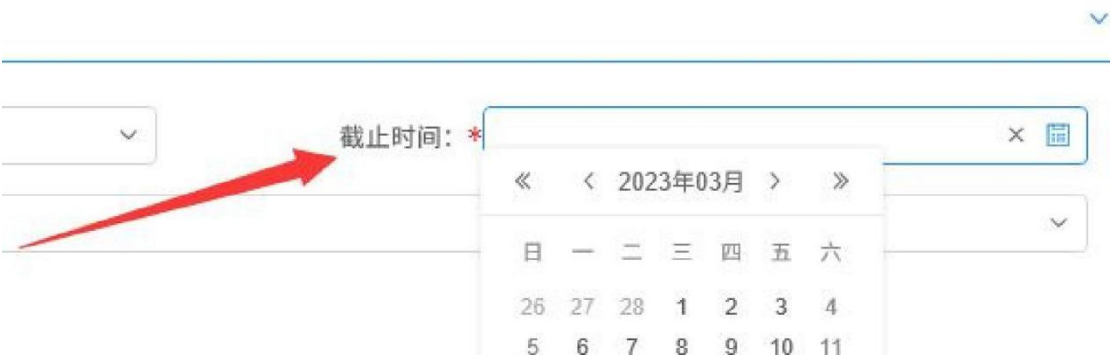 截止时间：*
2023年03月
日 一 二 三 四 五 六
26 27 28 1 2 3 4
5 6 7 8 9 10 11